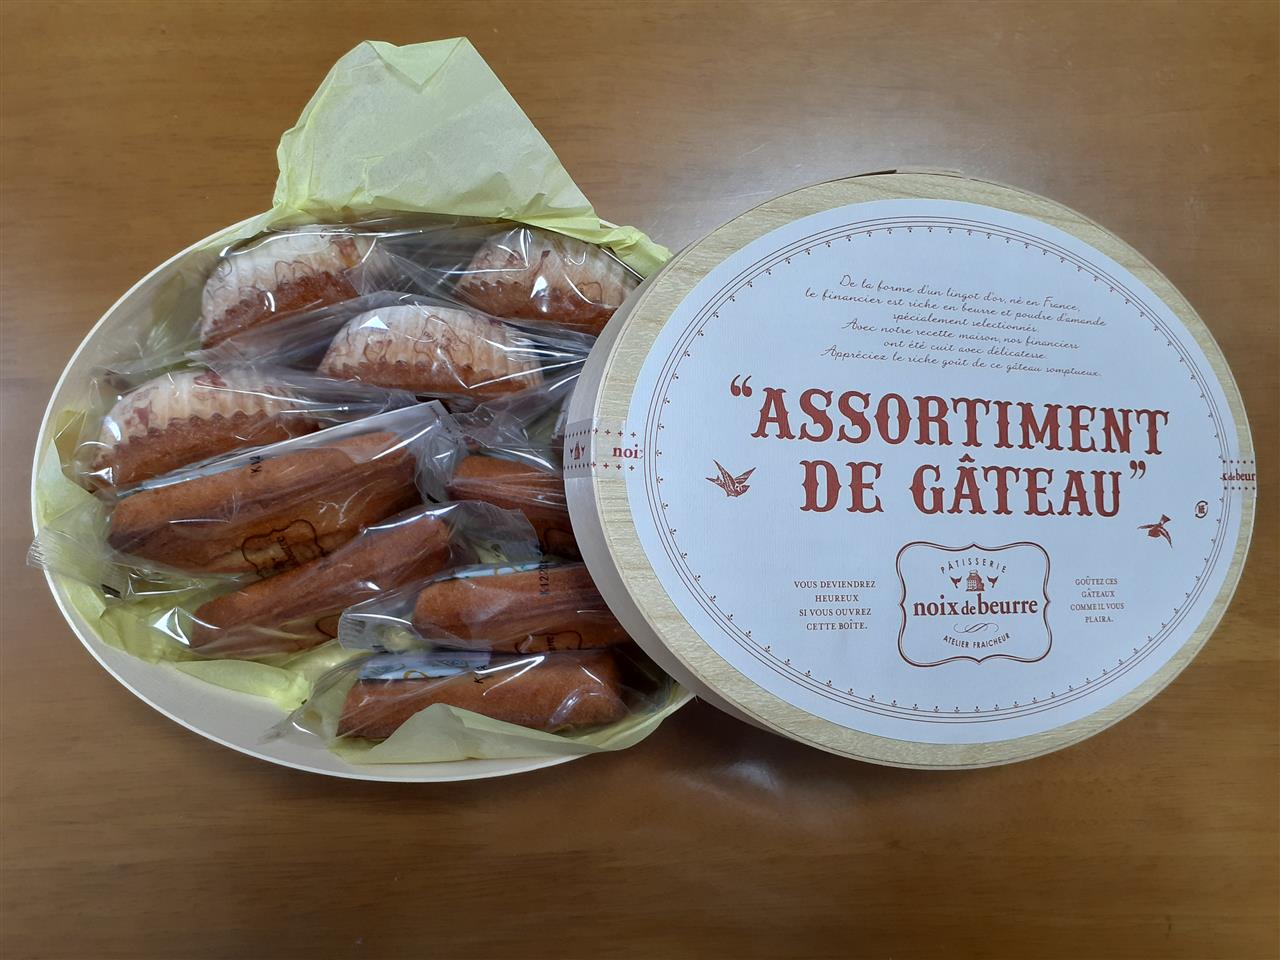 De la forme d'un lingot d'or, né en France,
le financier est riche en beurre et poudre d'amande
spécialement selectionnés.
Avec notre recette maison, nos financiers
ont été cuit avec délicatesse.
Appréciez le riche goût de ce gâteau somptueux.
“ASSORTIMENT
DE GÂTEAU”
VOUS DEVIENDREZ
HEUREUX
SI VOUS OUVREZ
CETTE BOÎTE.
PÂTISSERIE
noix de beurre
ATELIER FRAICHEUR
GOÛTEZ CES
GÂTEAUX
COMME IL VOUS
PLAIRA.
noix
de beur